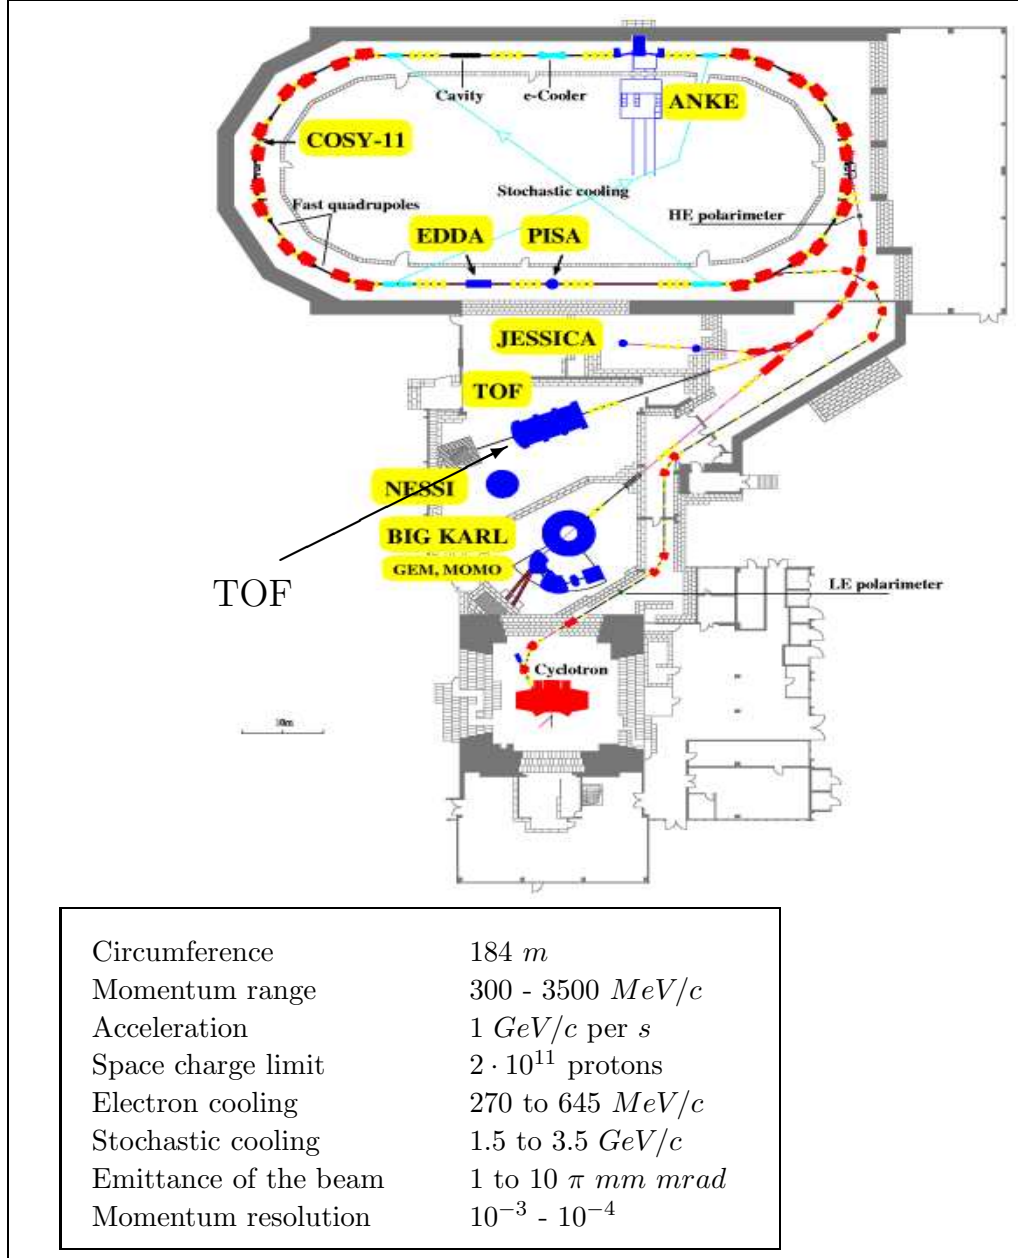 Cavity
e-Cooler
ANKE
COSY-11
Stochastic cooling
Fast quadrupoles
HE polarimeter
EDDA
PISA
JESSICA
TOF
NESSI
BIG KARL
GEM, MOMO
TOF
LE polarimeter
Cyclotron
10m
Circumference 184 m
Momentum range 300 - 3500 MeV/c
Acceleration 1 GeV/c per s
Space charge limit 2 · 10¹¹ protons
Electron cooling 270 to 645 MeV/c
Stochastic cooling 1.5 to 3.5 GeV/c
Emittance of the beam 1 to 10 π mm mrad
Momentum resolution 10⁻³ - 10⁻⁴